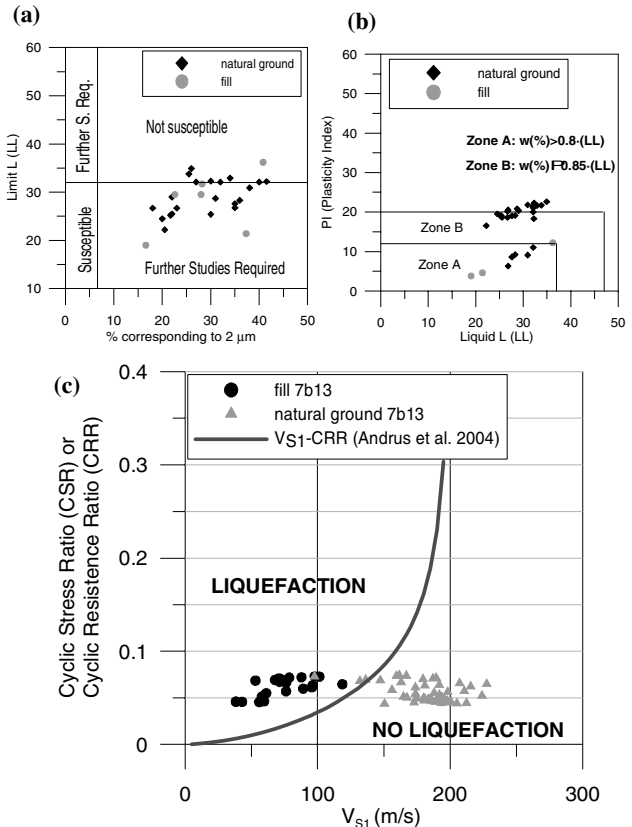 (a)
60
50
40
30
20
10
Limit L (LL)
Further S. Req.
Susceptible
natural ground
fill
Not susceptible
Further Studies Required
0 10 20 30 40 50
% corresponding to 2 μm
(b)
60
50
40
30
20
10
0
PI (Plasticity Index)
natural ground
fill
Zone A: w(%)>0.8·(LL)
Zone B: w(%) 0.85·(LL)
Zone B
Zone A
0 10 20 30 40 50
Liquid L (LL)
(c)
0.4
0.3
0.2
0.1
0
Cyclic Stress Ratio (CSR) or
Cyclic Resistence Ratio (CRR)
fill 7b13
natural ground 7b13
VS1-CRR (Andrus et al. 2004)
LIQUEFACTION
NO LIQUEFACTION
0 100 200 300
VS1 (m/s)